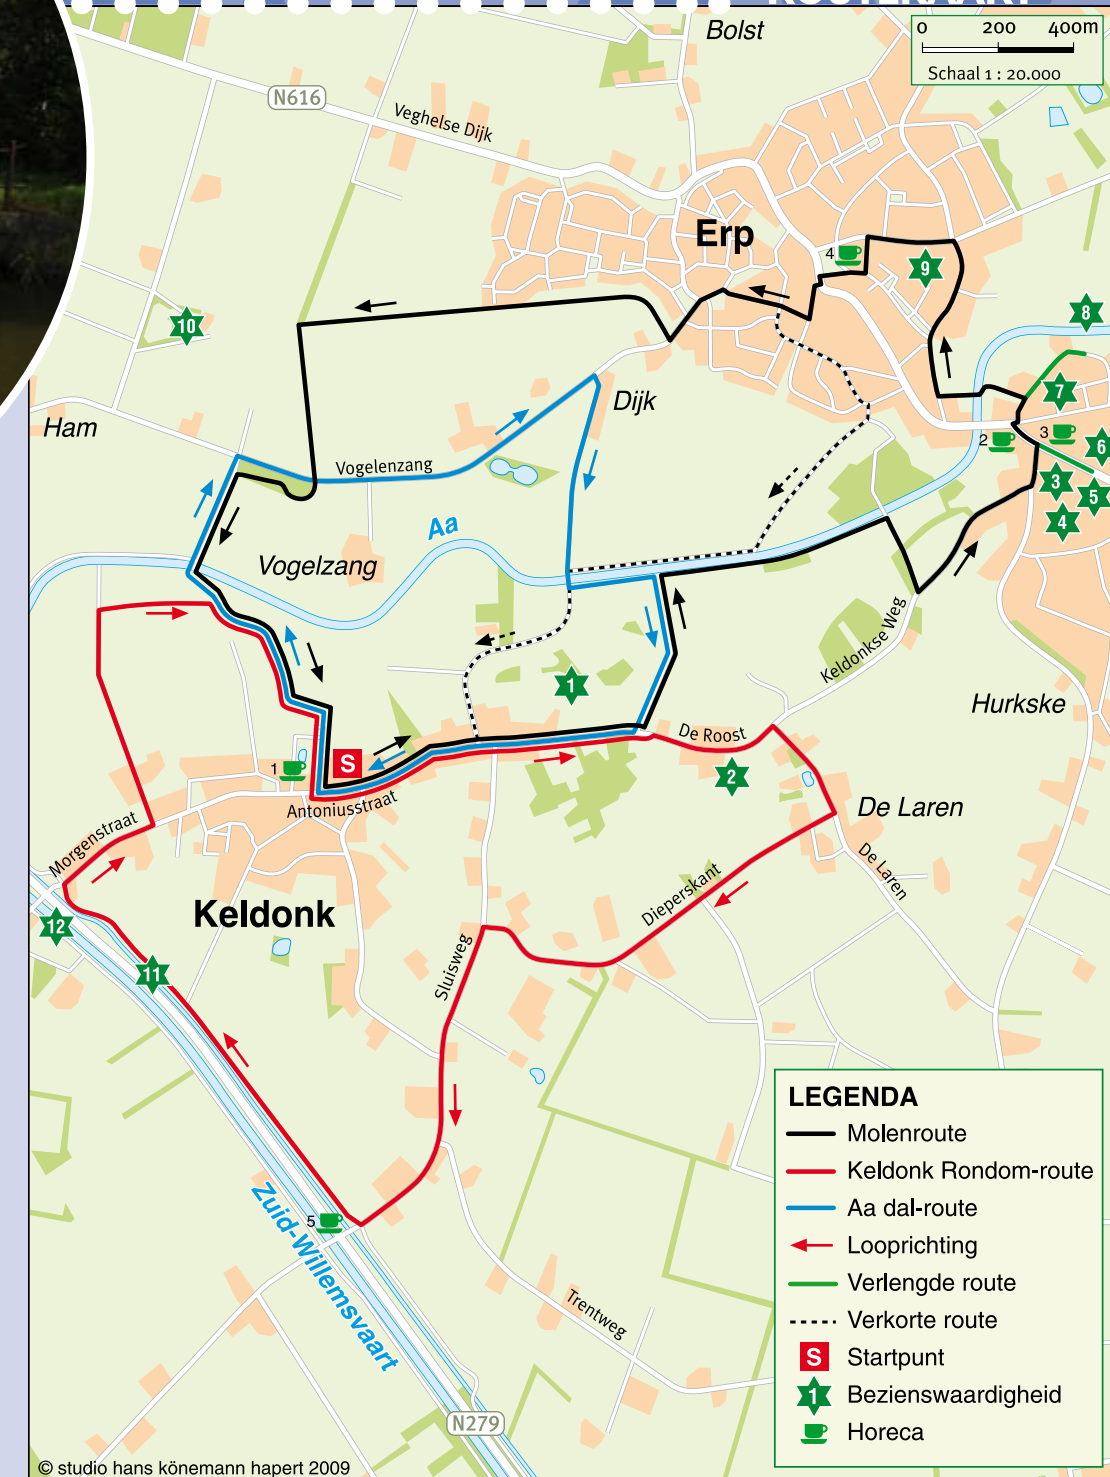 Bolst
0 200 400m
Schaal 1 : 20.000
N616
Veghelse Dijk
Erp
4
9
10
8
7
Dijk
Ham
2
3
6
Vogelenzang
3
5
4
Aa
Vogelzang
Keldonkse Weg
1
Hurkske
De Roost
S
1
2
Antoniusstraat
De Laren
Morgenstraat
De Laren
Dieperskant
Keldonk
12
Sluisweg
11
5
Zuid-Willemsvaart
Trentweg
N279
LEGENDA
Molenroute
Keldonk Rondom-route
Aa dal-route
Looprichting
Verlengde route
Verkorte route
S Startpunt
1 Bezienswaardigheid
Horeca
© studio hans könemann hapert 2009